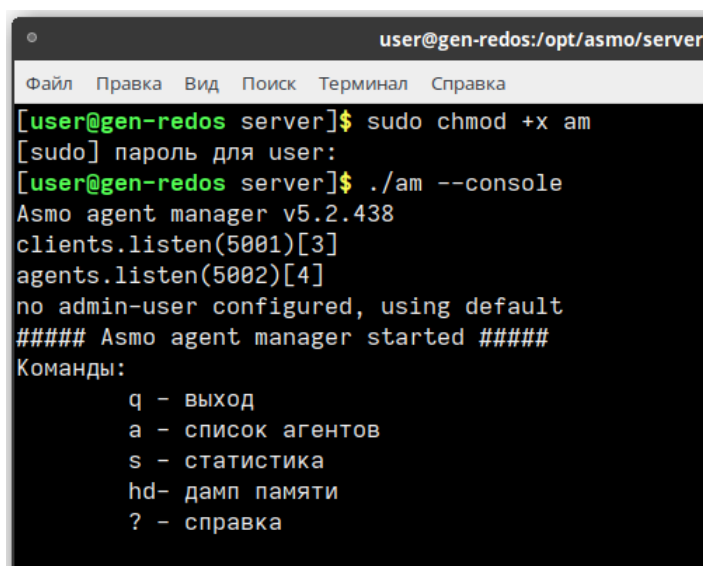 user@gen-redos:/opt/asmo/server
Файл Правка Вид Поиск Терминал Справка
[user@gen-redos server]$ sudo chmod +x am
[sudo] пароль для user:
[user@gen-redos server]$ ./am --console
Asmo agent manager v5.2.438
clients.listen(5001)[3]
agents.listen(5002)[4]
no admin-user configured, using default
##### Asmo agent manager started #####
Команды:
q – выход
a – список агентов
s – статистика
hd– дамп памяти
? – справка